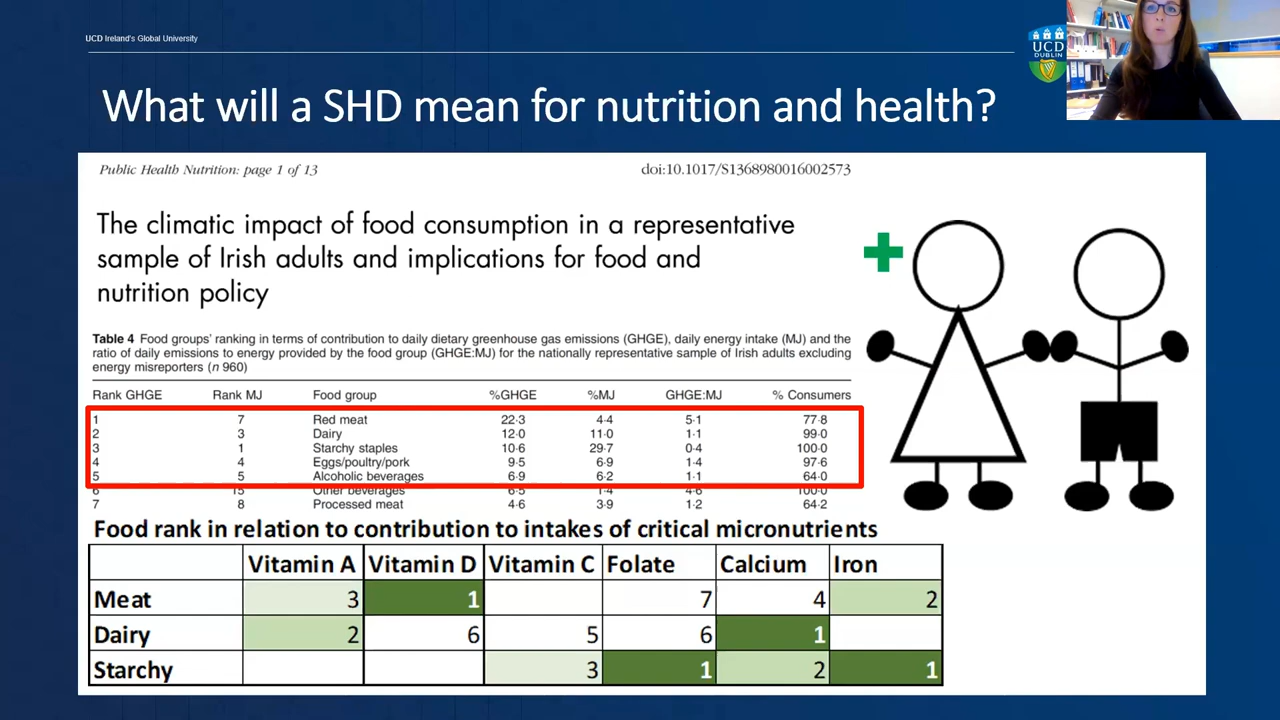 UCD Ireland's Global University
UCD
DUBLIN
What will a SHD mean for nutrition and health?
Public Health Nutrition: page 1 of 13
doi:10.1017/S1368980016002573
The climatic impact of food consumption in a representative
sample of Irish adults and implications for food and
nutrition policy
Table 4 Food groups' ranking in terms of contribution to daily dietary greenhouse gas emissions (GHGE), daily energy intake (MJ) and the
ratio of daily emissions to energy provided by the food group (GHGE:MJ) for the nationally representative sample of Irish adults excluding
energy misreporters (n 960)
Rank GHGE Rank MJ Food group %GHGE %MJ GHGE:MJ % Consumers
1 7 Red meat 22·3 4·4 5·1 77·8
2 3 Dairy 12·0 11·0 1·1 99·0
3 1 Starchy staples 10·6 29·7 0·4 100·0
4 4 Eggs/poultry/pork 9·5 6·9 1·4 97·6
5 5 Alcoholic beverages 6·9 6·2 1·1 64·0
6 15 Other beverages 6·5 1·4 4·6 100·0
7 8 Processed meat 4·6 3·9 1·2 64·2
Food rank in relation to contribution to intakes of critical micronutrients
Vitamin A Vitamin D Vitamin C Folate Calcium Iron
Meat 3 1 7 4 2
Dairy 2 6 5 6 1
Starchy 3 1 2 1